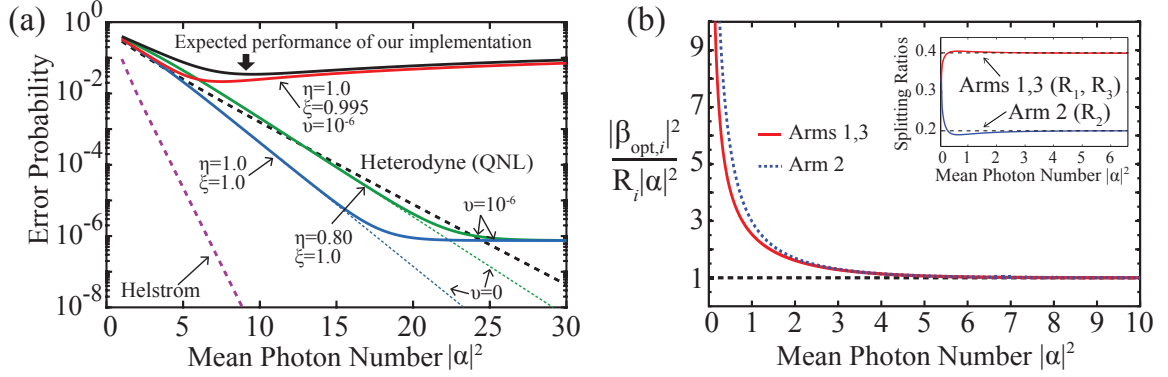 (a)
Error Probability
10^0
10^-2
10^-4
10^-6
10^-8
Expected performance of our implementation
η=1.0
ξ=0.995
υ=10^-6
η=1.0
ξ=1.0
Heterodyne (QNL)
υ=10^-6
η=0.80
ξ=1.0
Helstrom
υ=0
0 5 10 15 20 25 30
Mean Photon Number |α|^2
(b)
|β_opt,i|^2
R_i|α|^2
9
7
5
3
1
Arms 1,3
Arm 2
0 1 2 3 4 5 6 7 8 9 10
Mean Photon Number |α|^2
Splitting Ratios
0.4
0.3
0.2
Arms 1,3 (R_1, R_3)
Arm 2 (R_2)
0 1 2 3 4 5 6
Mean Photon Number |α|^2